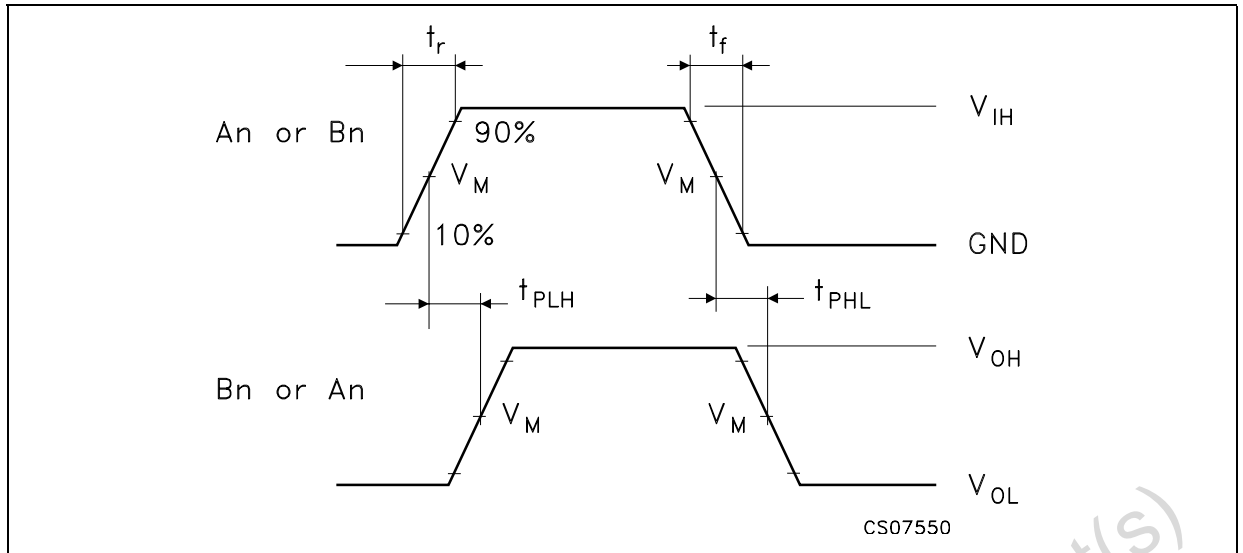 tr tf
An or Bn 90% VIH
VM VM
10% GND
tPLH tPHL
VOH
Bn or An
VM VM
VOL
CS07550
t(s)